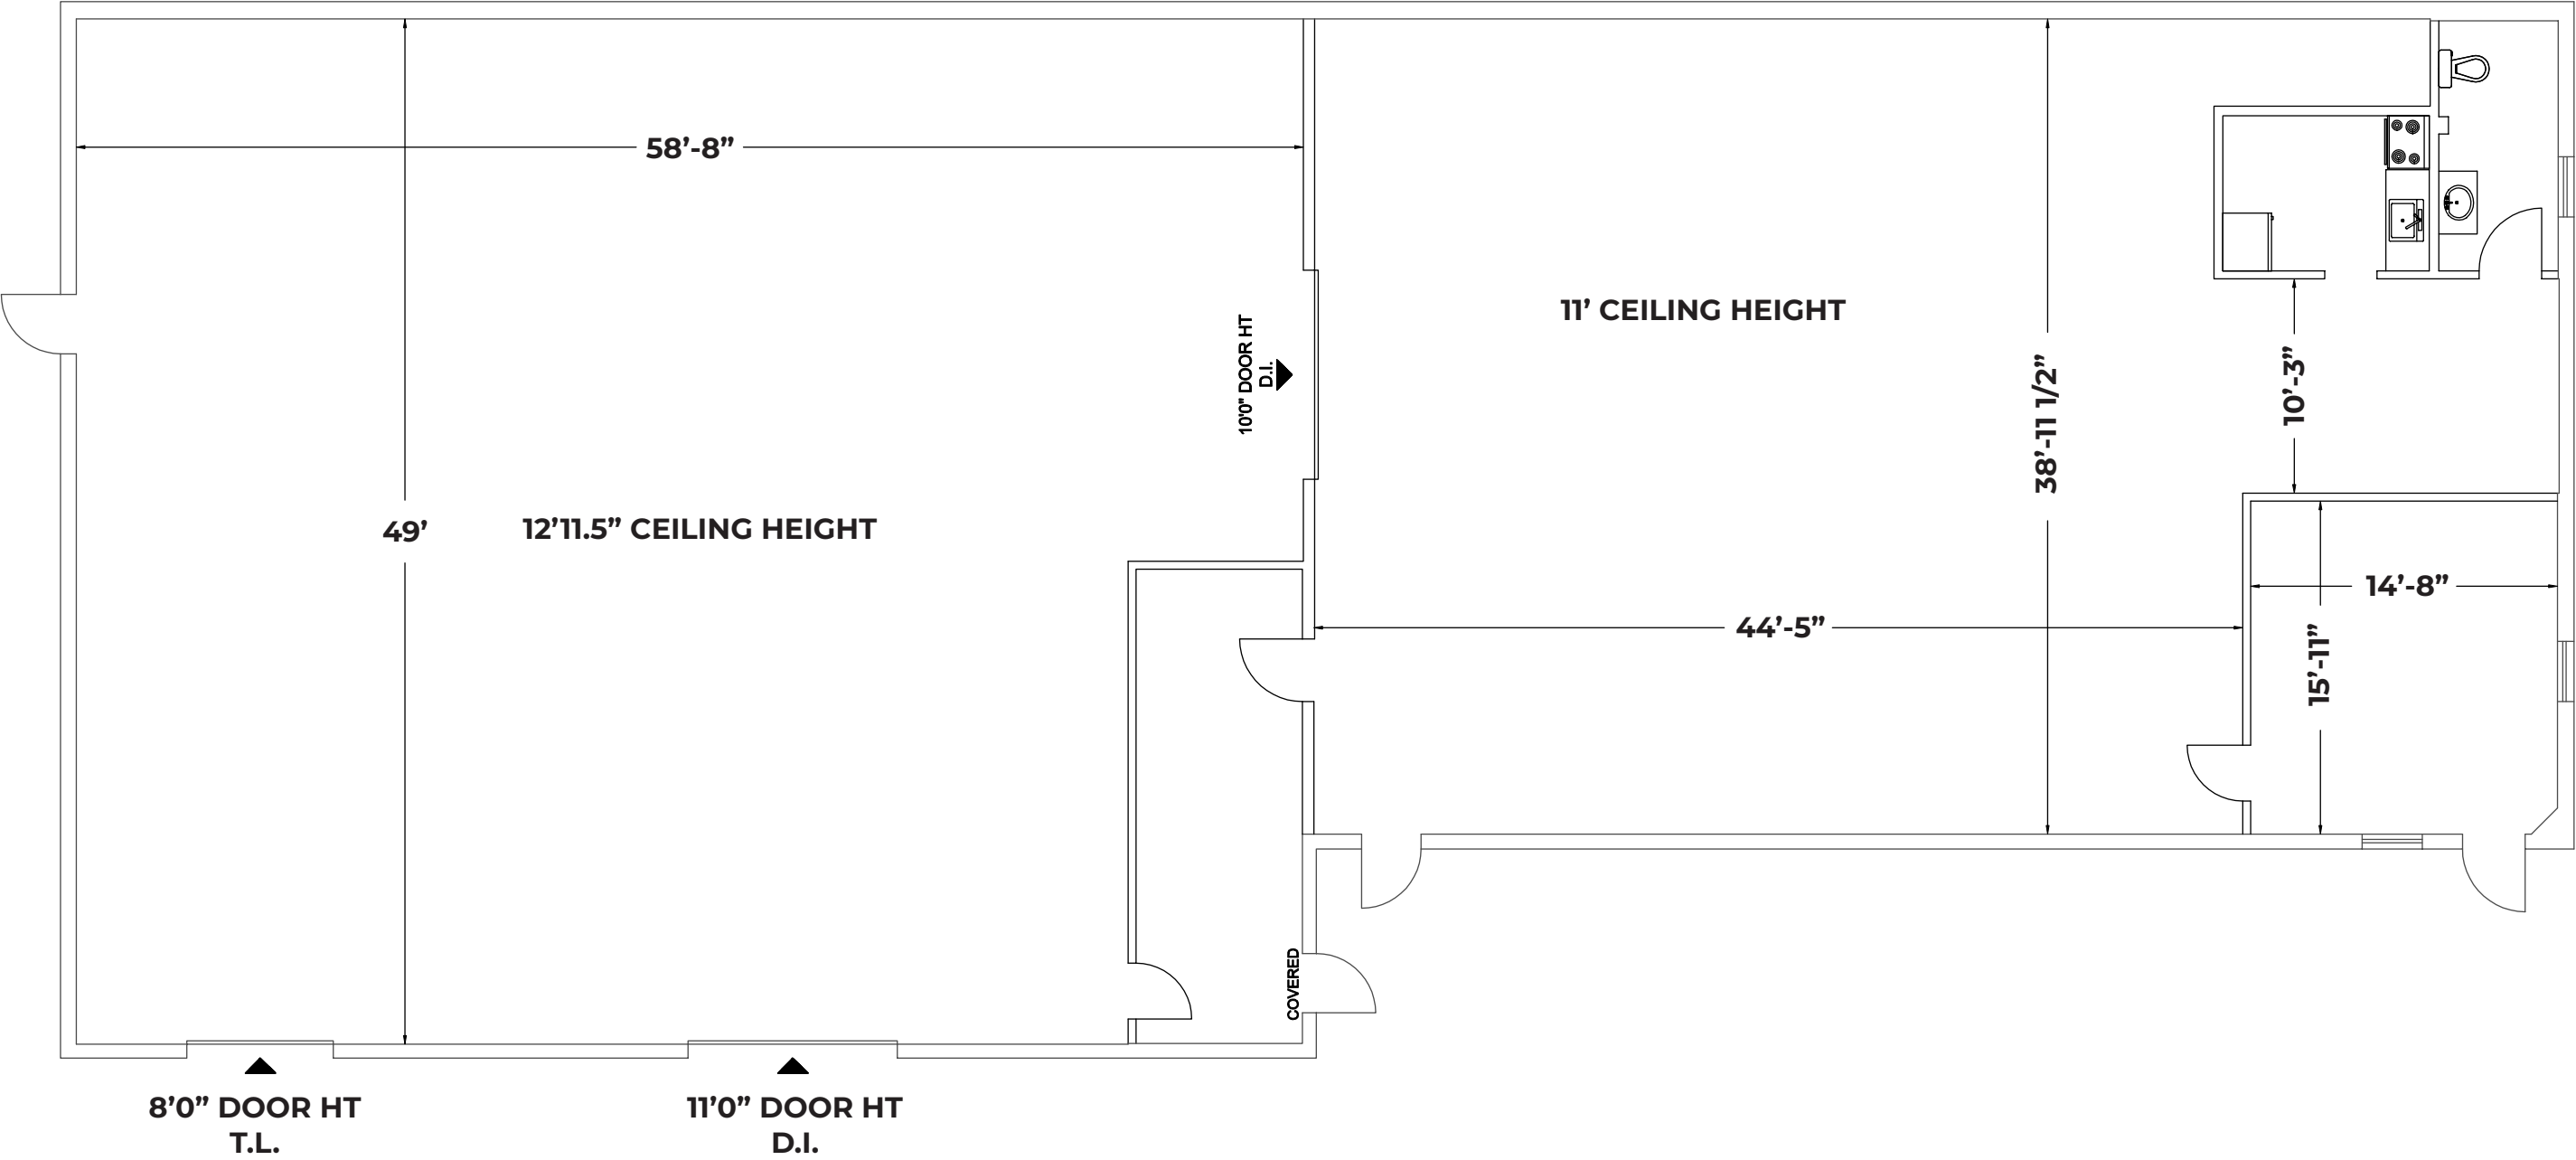 58’-8”
11’ CEILING HEIGHT
10'0" DOOR HT
D.I.
38’-11 1/2”
10’-3”
49’
12’11.5” CEILING HEIGHT
14’-8”
44’-5”
15’-11”
COVERED
8’0” DOOR HT
T.L.
11’0” DOOR HT
D.I.